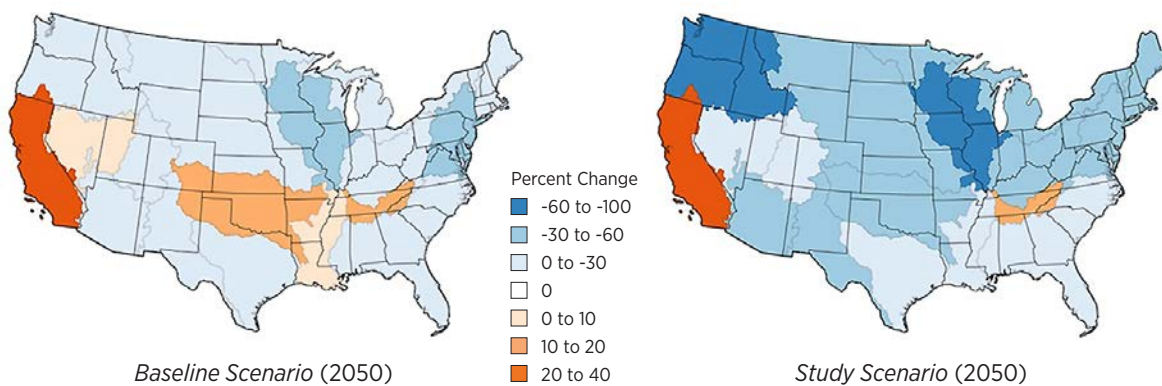 Percent Change
-60 to -100
-30 to -60
0 to -30
0
0 to 10
10 to 20
20 to 40
Baseline Scenario (2050)
Study Scenario (2050)